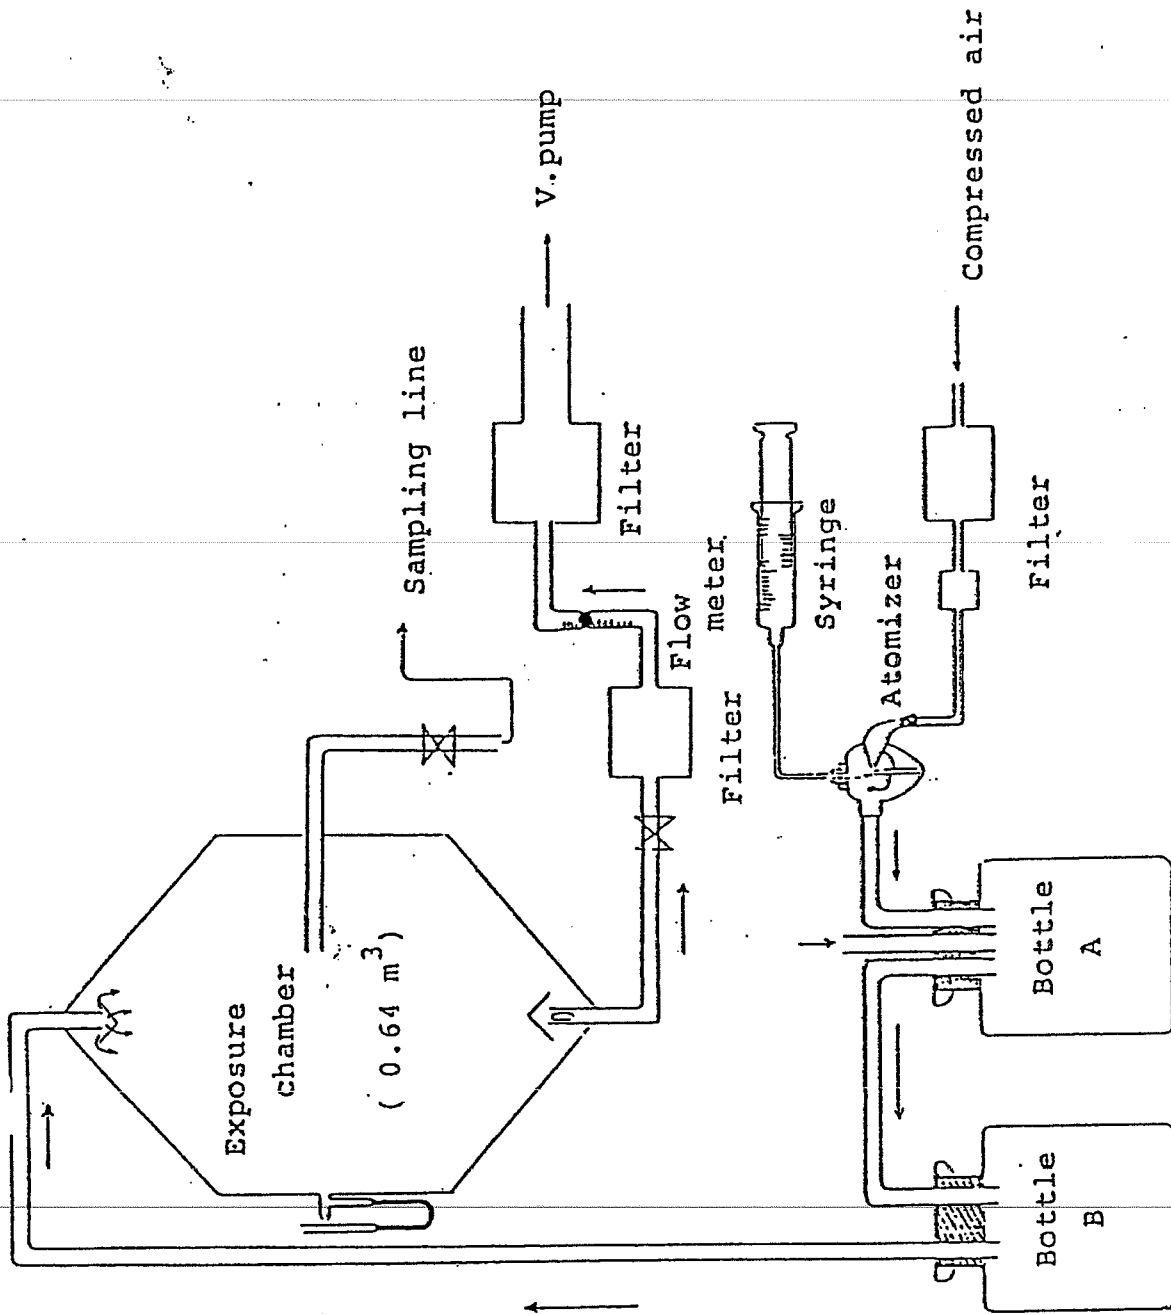 Exposure
chamber
( 0.64 m³ )
Sampling line
V.pump
Filter
Flow
meter
Filter
Syringe
Atomizer
Filter
Compressed air
Bottle
A
Bottle
B